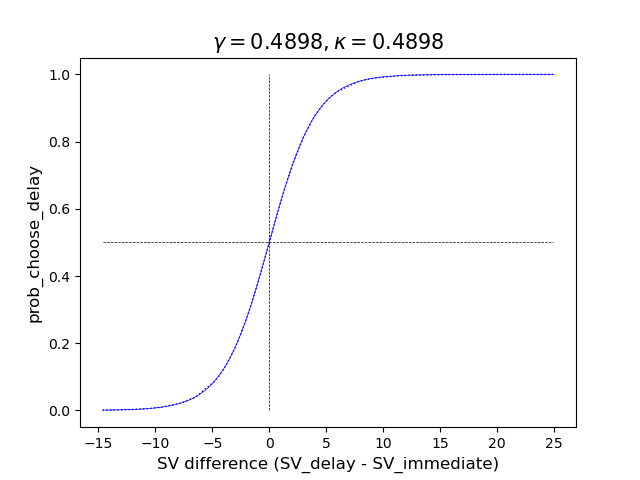 γ = 0.4898, κ = 0.4898
prob_choose_delay
1.0
0.8
0.6
0.4
0.2
0.0
−15 −10 −5 0 5 10 15 20 25
SV difference (SV_delay - SV_immediate)